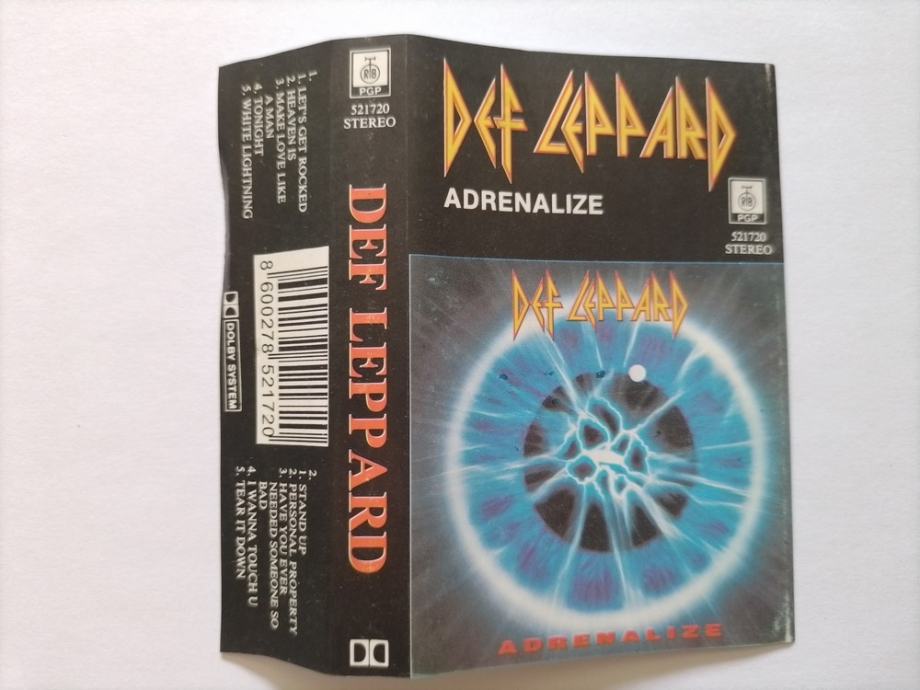 1.
1. LET'S GET ROCKED
2. HEAVEN IS
3. MAKE LOVE LIKE
A MAN
4. TONIGHT
5. WHITE LIGHTNING
8 600278 521720
DOLBY SYSTEM
2.
1. STAND UP
2. PERSONAL PROPERTY
3. HAVE YOU EVER
NEEDED SOMEONE SO
BAD
4. I WANNA TOUCH U
5. TEAR IT DOWN
RTB
PGP
521720
STEREO
DEF LEPPARD
DEF LEPPARD
ADRENALIZE
RTB
PGP
521720
STEREO
DEF LEPPARD
ADRENALIZE